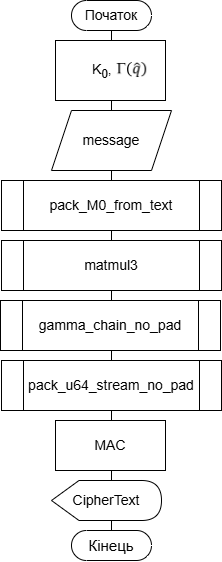 Початок
K₀, Γ(q̂)
message
pack_M0_from_text
matmul3
gamma_chain_no_pad
pack_u64_stream_no_pad
MAC
CipherText
Кінець